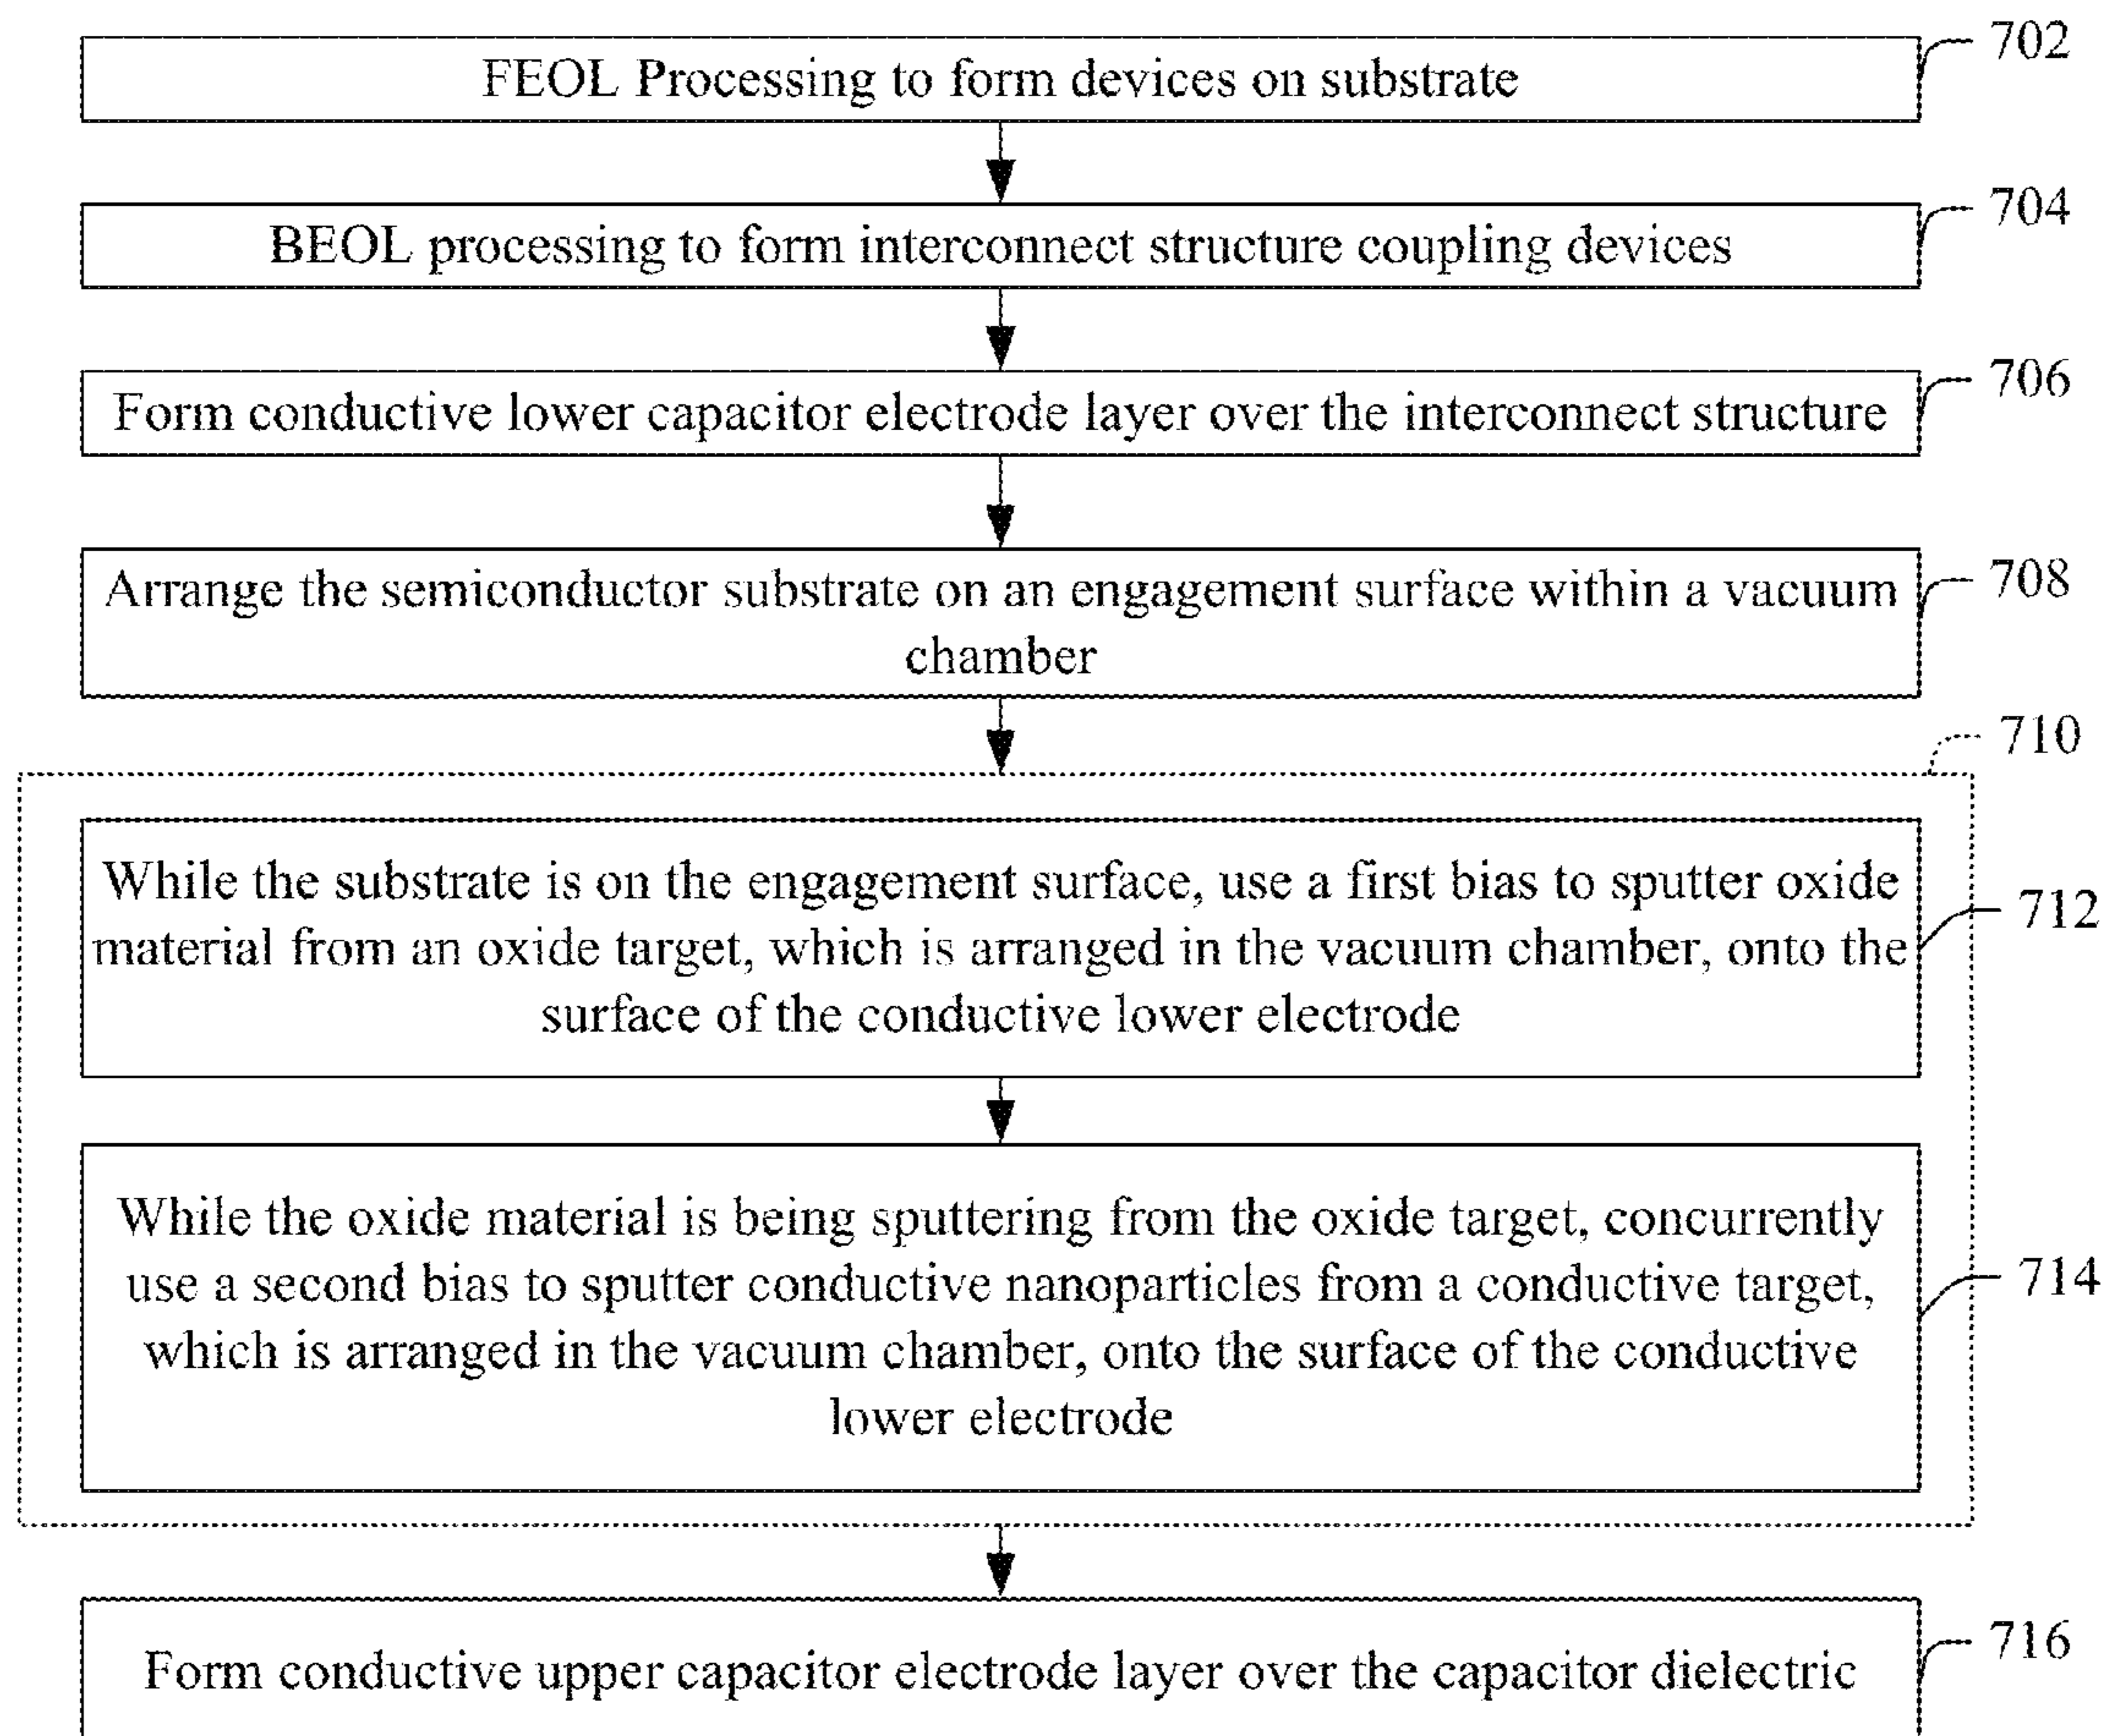 702
FEOL Processing to form devices on substrate
704
BEOL processing to form interconnect structure coupling devices
706
Form conductive lower capacitor electrode layer over the interconnect structure
708
Arrange the semiconductor substrate on an engagement surface within a vacuum
chamber
710
While the substrate is on the engagement surface, use a first bias to sputter oxide
712
material from an oxide target, which is arranged in the vacuum chamber, onto the
surface of the conductive lower electrode
While the oxide material is being sputtering from the oxide target, concurrently
use a second bias to sputter conductive nanoparticles from a conductive target,
714
which is arranged in the vacuum chamber, onto the surface of the conductive
lower electrode
716
Form conductive upper capacitor electrode layer over the capacitor dielectric